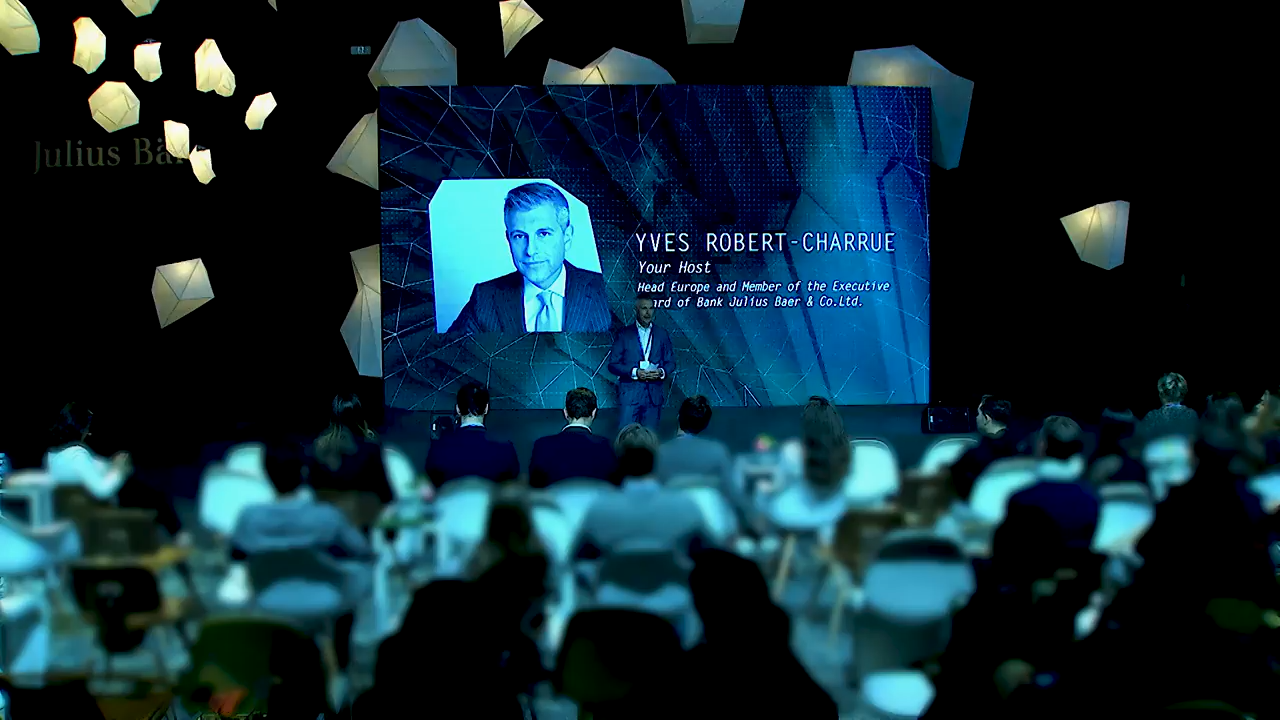 Julius Bär
YVES ROBERT-CHARRUE
Your Host
Head Europe and Member of the Executive
of Bank Julius Baer & Co.Ltd.